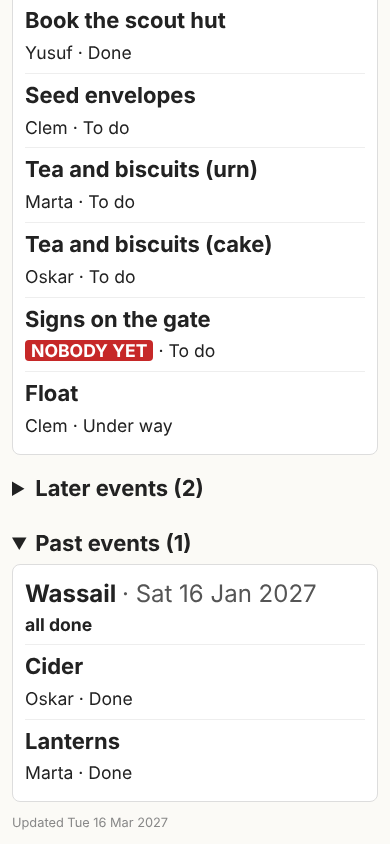 Book the scout hut
Yusuf · Done
Seed envelopes
Clem · To do
Tea and biscuits (urn)
Marta · To do
Tea and biscuits (cake)
Oskar · To do
Signs on the gate
NOBODY YET · To do
Float
Clem · Under way
Later events (2)
Past events (1)
Wassail · Sat 16 Jan 2027
all done
Cider
Oskar · Done
Lanterns
Marta · Done
Updated Tue 16 Mar 2027